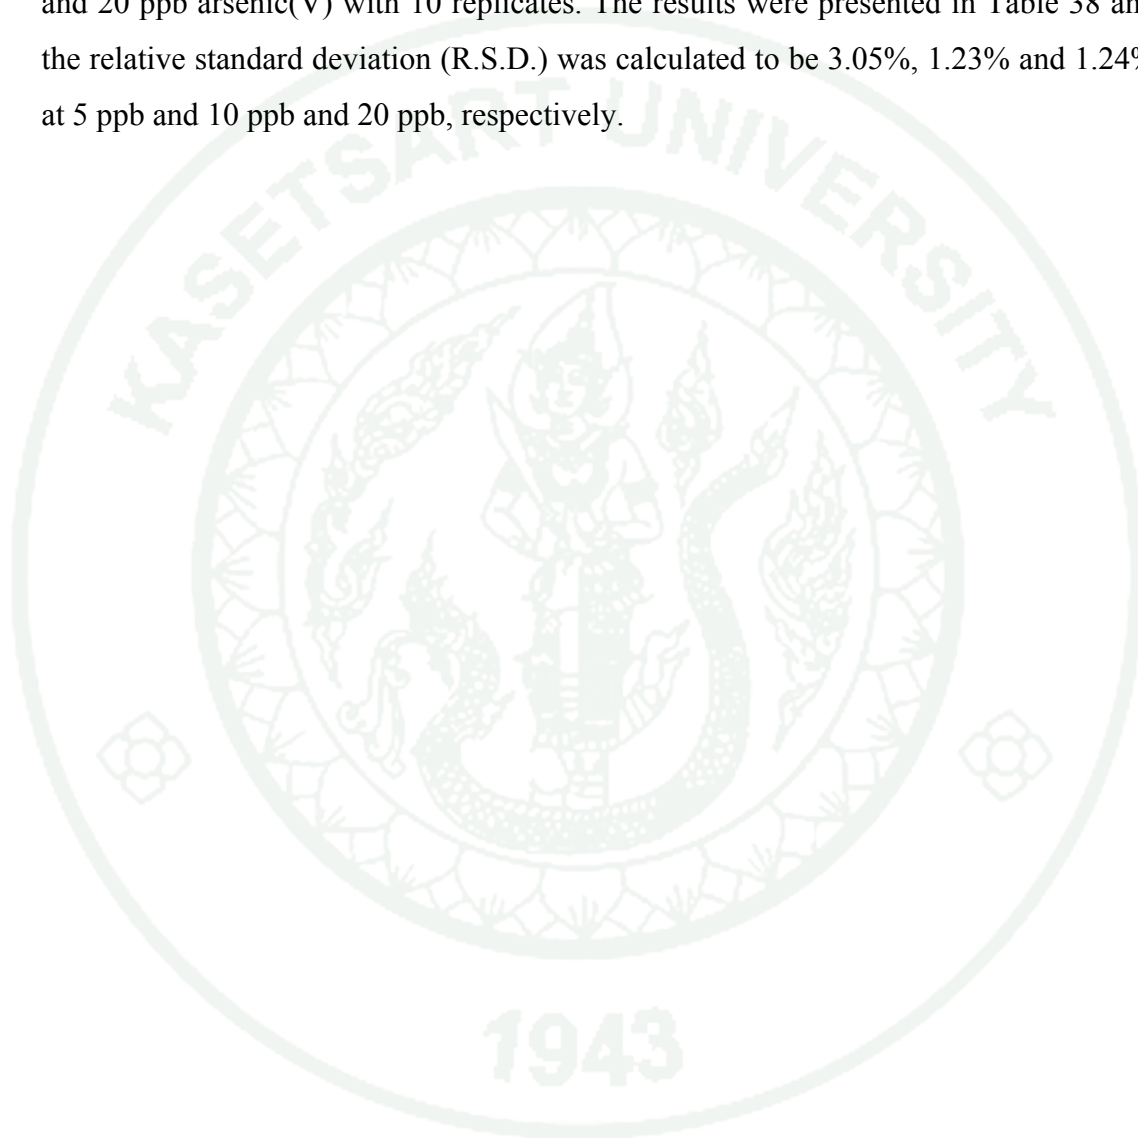 and 20 ppb arsenic(V) with 10 replicates. The results were presented in Table 38 an
the relative standard deviation (R.S.D.) was calculated to be 3.05%, 1.23% and 1.24%
at 5 ppb and 10 ppb and 20 ppb, respectively.
KASETSART UNIVERSITY
1943